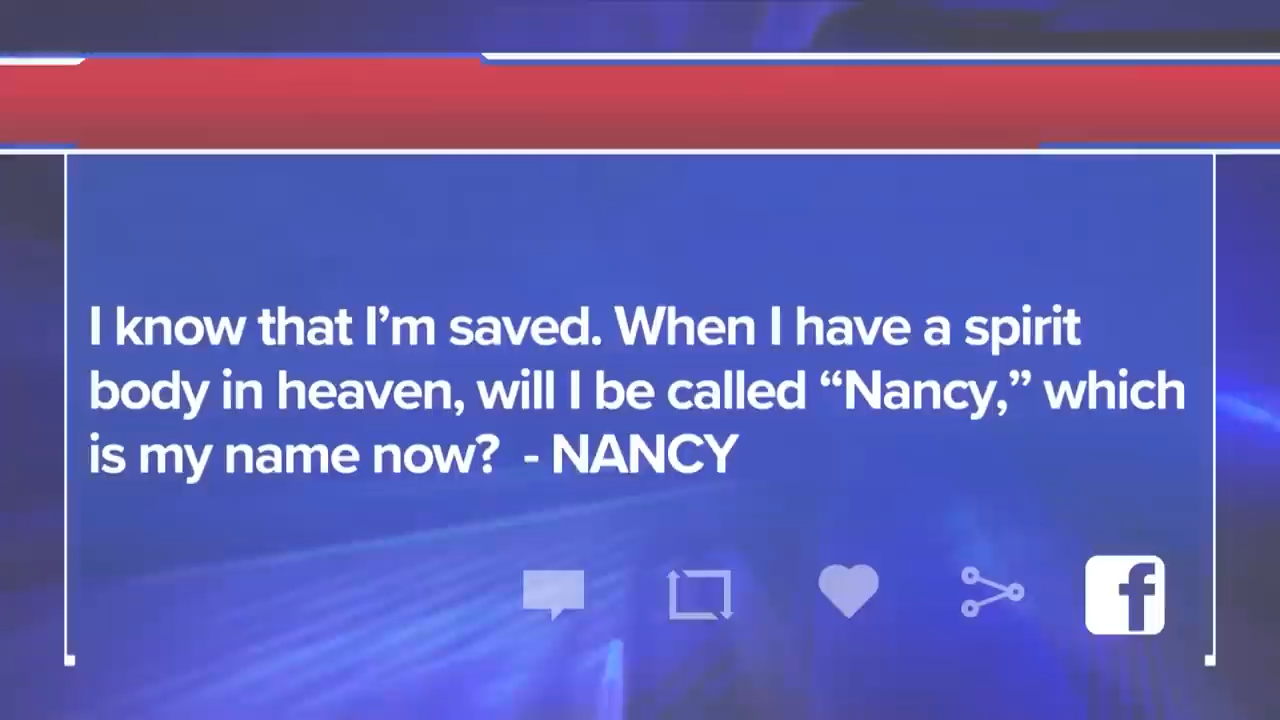 I know that I’m saved. When I have a spirit
body in heaven, will I be called “Nancy,” which
is my name now?  - NANCY